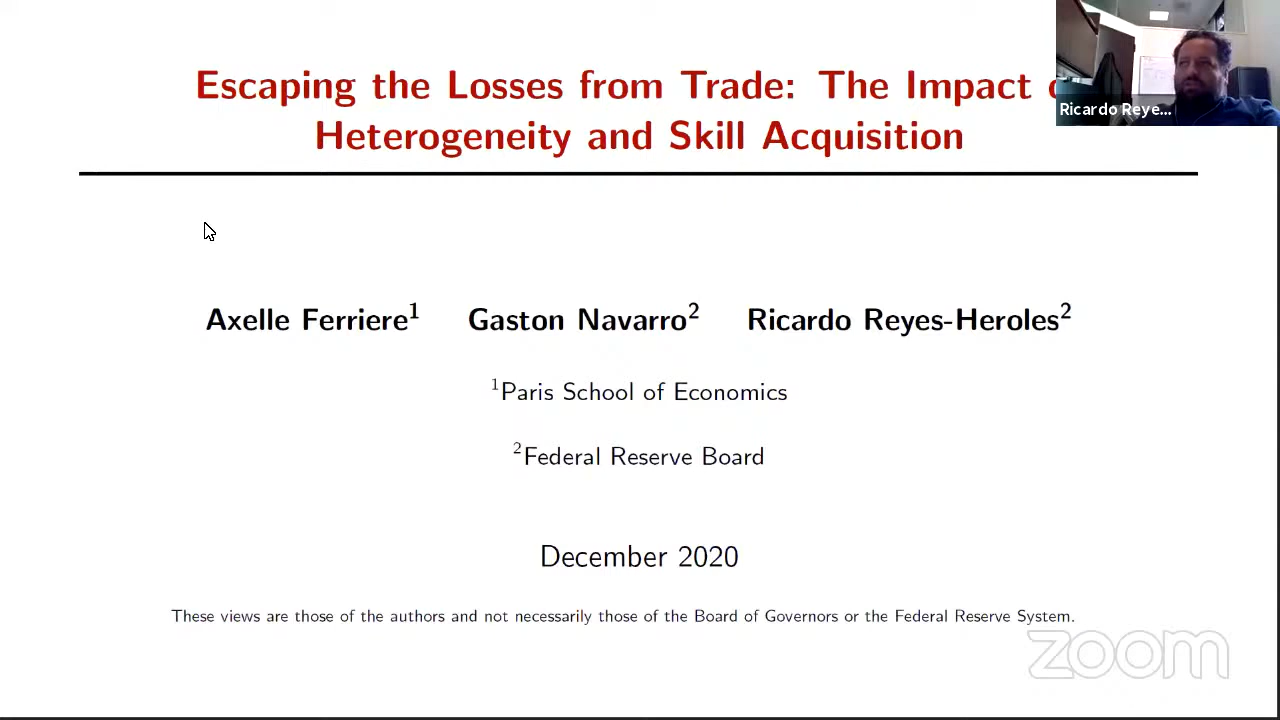 Escaping the Losses from Trade: The Impact
Heterogeneity and Skill Acquisition
Ricardo Reye...
Axelle Ferriere¹ Gaston Navarro² Ricardo Reyes-Heroles²
¹Paris School of Economics
²Federal Reserve Board
December 2020
These views are those of the authors and not necessarily those of the Board of Governors or the Federal Reserve System.
zoom